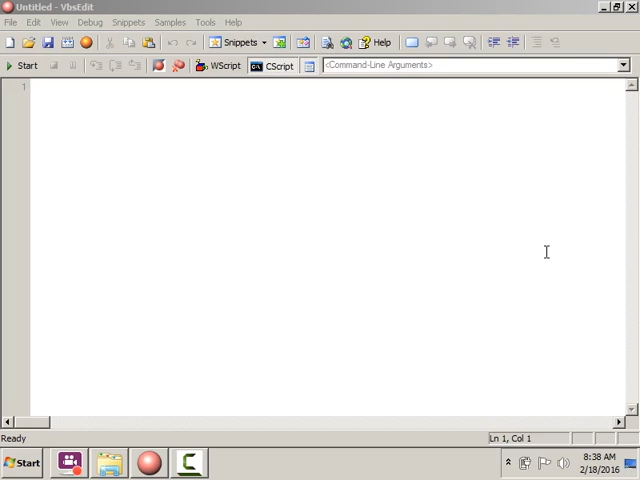 Untitled - VbsEdit
File Edit View Debug Snippets Samples Tools Help
Snippets Help
Start WScript CScript <Command-Line Arguments>
1
Ready Ln 1, Col 1
Start 8:38 AM
2/18/2016